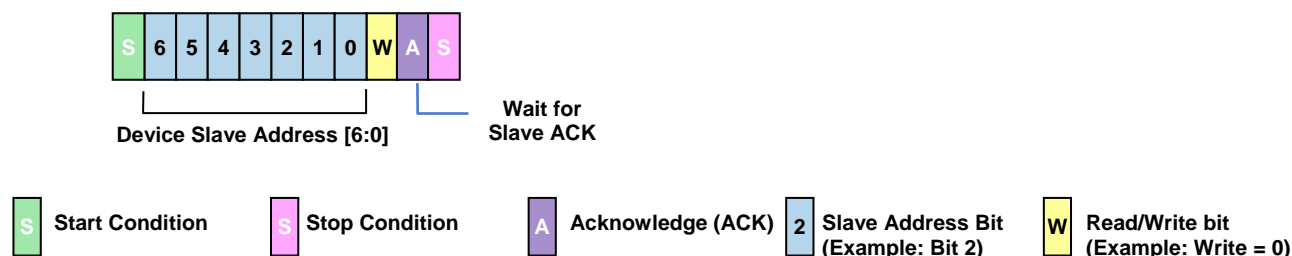 S 6 5 4 3 2 1 0 W A S
Wait for
Slave ACK
Device Slave Address [6:0]
S Start Condition
S Stop Condition
A Acknowledge (ACK)
2 Slave Address Bit
(Example: Bit 2)
W Read/Write bit
(Example: Write = 0)